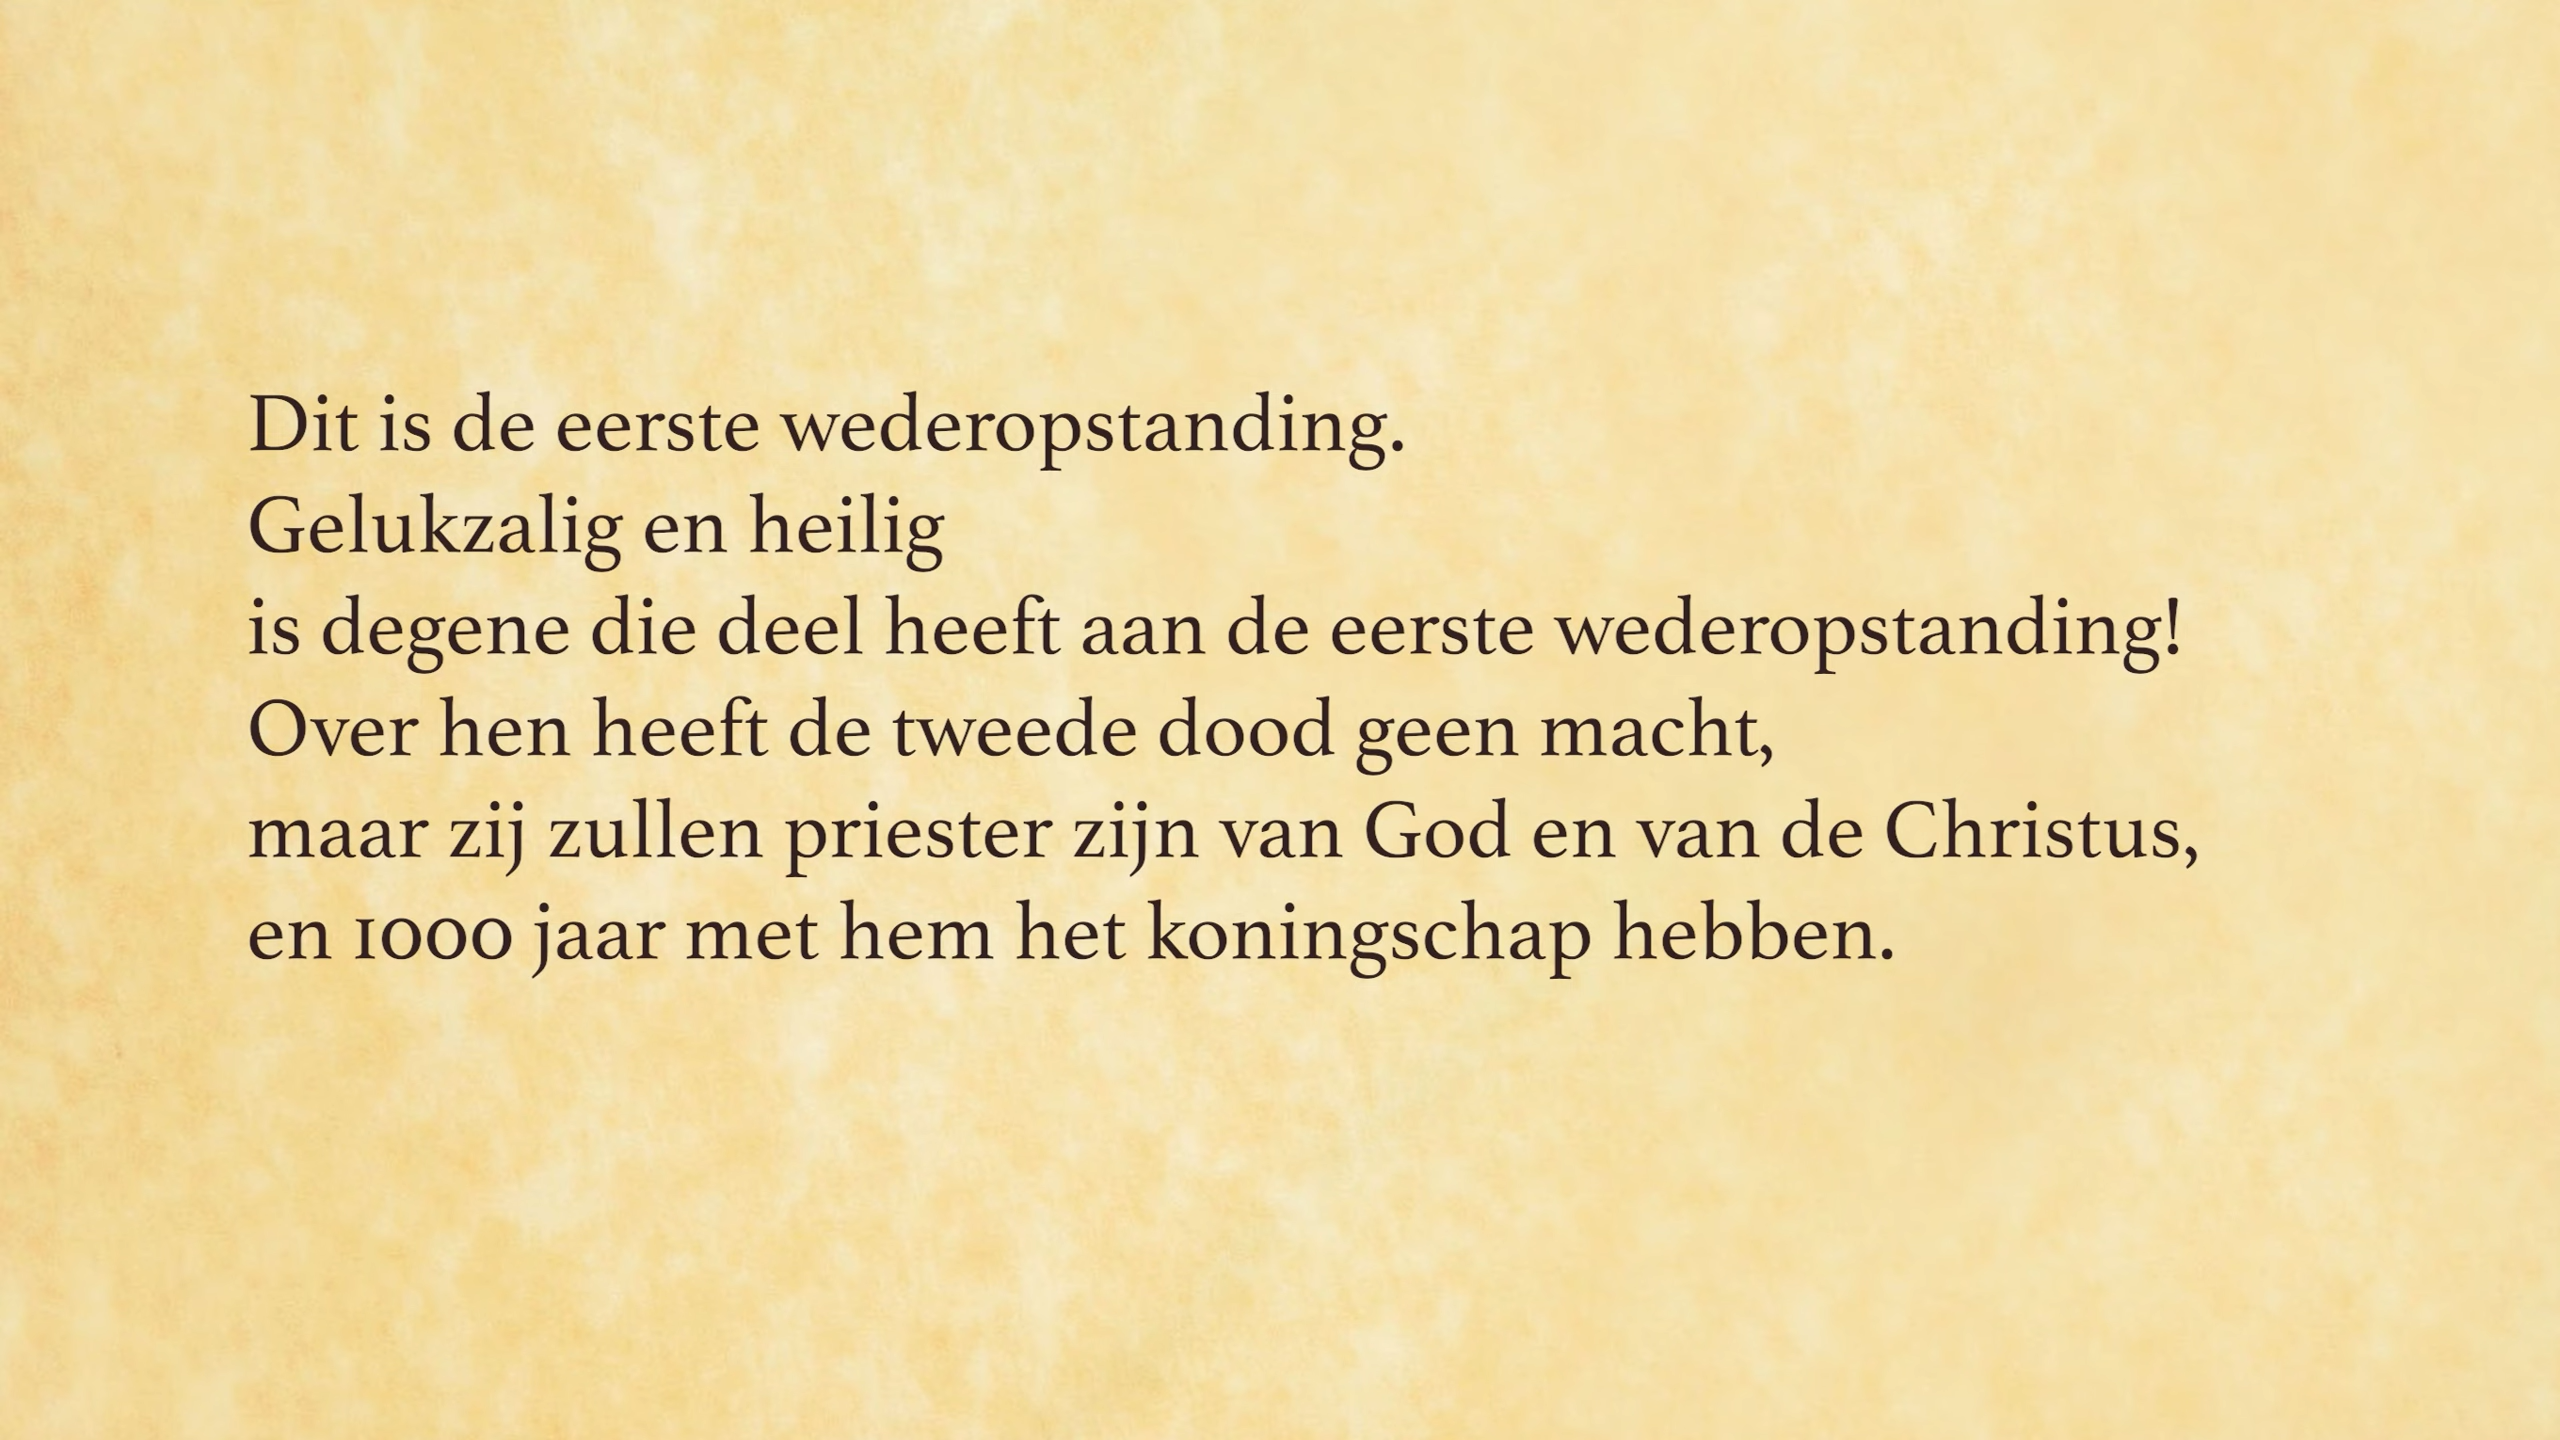 Dit is de eerste wederopstanding.
Gelukzalig en heilig
is degene die deel heeft aan de eerste wederopstanding!
Over hen heeft de tweede dood geen macht,
maar zij zullen priester zijn van God en van de Christus,
en 1000 jaar met hem het koningschap hebben.